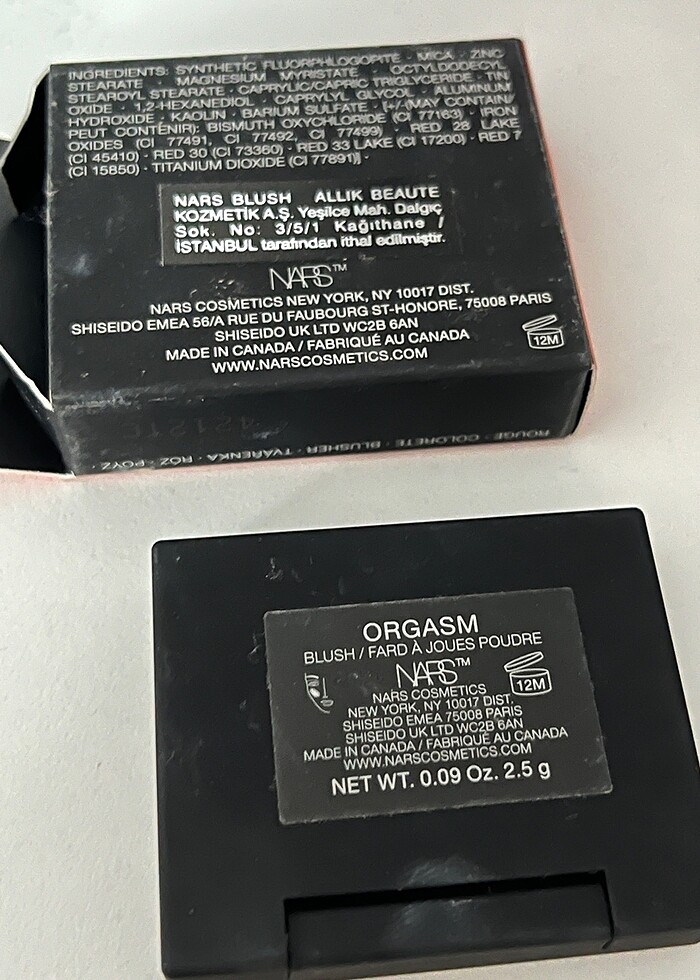 INGREDIENTS: SYNTHETIC FLUORPHLOGOPITE · MICA · ZINC
STEARATE · MAGNESIUM MYRISTATE · OCTYLDODECYL
STEAROYL STEARATE · CAPRYLIC/CAPRIC TRIGLYCERIDE · TIN
OXIDE · 1,2-HEXANEDIOL · CAPRYLYL GLYCOL · ALUMINUM
HYDROXIDE · KAOLIN · BARIUM SULFATE · [+/-(MAY CONTAIN/
PEUT CONTENIR): BISMUTH OXYCHLORIDE (CI 77163) · IRON
OXIDES (CI 77491, CI 77492, CI 77499) · RED 28 LAKE
(CI 45410) · RED 30 (CI 73360) · RED 33 LAKE (CI 17200) · RED 7
(CI 15850) · TITANIUM DIOXIDE (CI 77891)] ·
NARS BLUSH ALLIK BEAUTE
KOZMETİK A.Ş. Yeşilce Mah. Dalgıç
Sok. No: 3/5/1 Kağıthane /
İSTANBUL tarafından ithal edilmiştir.
NARS™
NARS COSMETICS NEW YORK, NY 10017 DIST.
SHISEIDO EMEA 56/A RUE DU FAUBOURG ST-HONORE, 75008 PARIS
SHISEIDO UK LTD WC2B 6AN
MADE IN CANADA / FABRIQUÉ AU CANADA
WWW.NARSCOSMETICS.COM
12M
ROUGE · COLORETE · BLUSHER · TVÁŘENKA · RÓŻ · POYZ ·
ORGASM
BLUSH / FARD À JOUES POUDRE
NARS™
12M
NARS COSMETICS
NEW YORK, NY 10017 DIST.
SHISEIDO EMEA 75008 PARIS
SHISEIDO UK LTD WC2B 6AN
MADE IN CANADA / FABRIQUÉ AU CANADA
WWW.NARSCOSMETICS.COM
NET WT. 0.09 Oz. 2.5 g